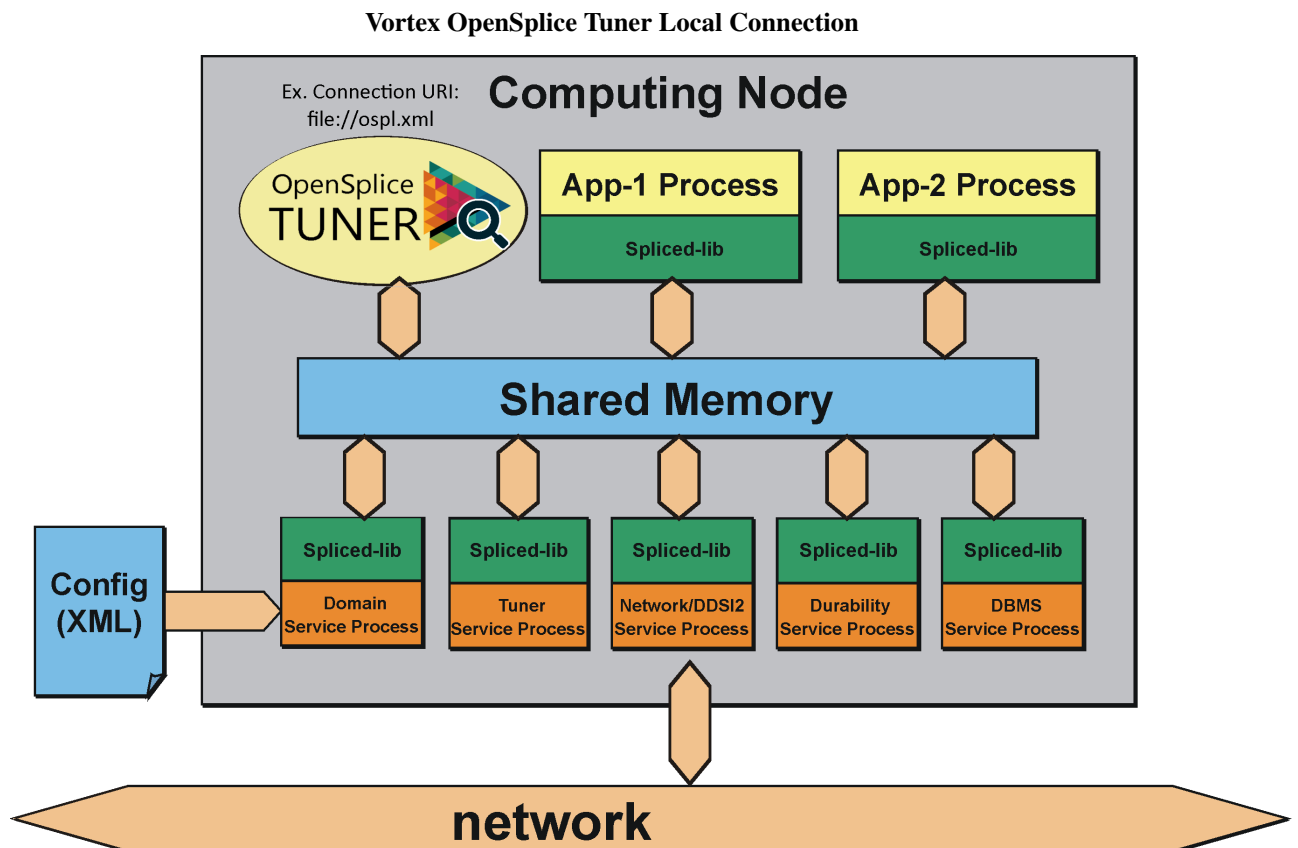 Vortex OpenSplice Tuner Local Connection
Ex. Connection URI:
file://ospl.xml
Computing Node
OpenSplice
TUNER
App-1 Process
Spliced-lib
App-2 Process
Spliced-lib
Shared Memory
Config
(XML)
Spliced-lib
Domain
Service Process
Spliced-lib
Tuner
Service Process
Spliced-lib
Network/DDSI2
Service Process
Spliced-lib
Durability
Service Process
Spliced-lib
DBMS
Service Process
network